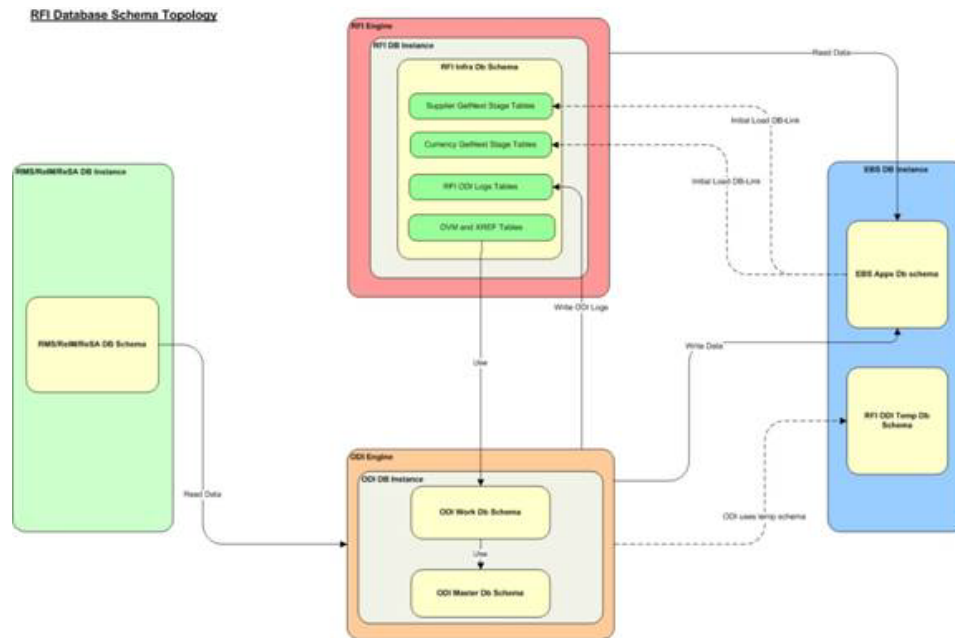 RFI Database Schema Topology
RFI Engine
RFI DB Instance
RFI Infra Db Schema
Supplier GetNext Stage Tables
Currency GetNext Stage Tables
RFI ODI Logs Tables
DVM and XREF Tables
Read Data
Initial Load DB-Link
Initial Load DB-Link
RMS/ReIM/ReSA DB Instance
RMS/ReIM/ReSA DB Schema
EBS DB Instance
EBS Apps Db schema
RFI ODI Temp Db
Schema
Write ODI Logs
Write Data
Use
ODI Engine
ODI DB Instance
ODI Work Db Schema
Use
ODI Master Db Schema
Read Data
ODI uses temp schema